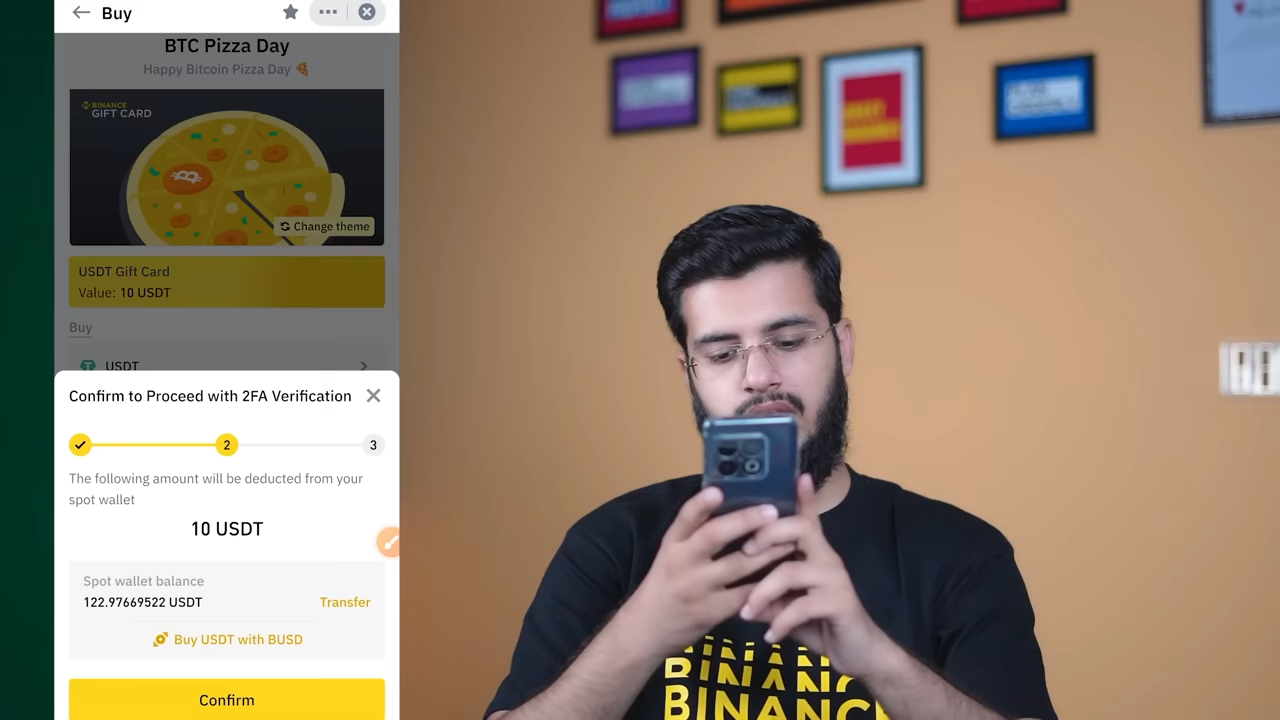 Buy
BTC Pizza Day
Happy Bitcoin Pizza Day 🍕
BINANCE
GIFT CARD
Change theme
USDT Gift Card
Value: 10 USDT
Buy
USDT
Confirm to Proceed with 2FA Verification
2
3
The following amount will be deducted from your
spot wallet
10 USDT
Spot wallet balance
122.97669522 USDT
Transfer
Buy USDT with BUSD
Confirm
BINANCE
BINANCE
BINANCE